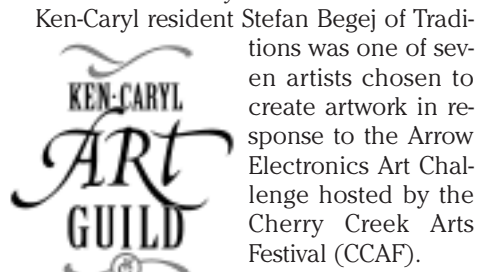 Ken-Caryl resident Stefan Begej of Tradi-
tions was one of sev-
en artists chosen to
create artwork in re-
sponse to the Arrow
Electronics Art Chal-
lenge hosted by the
Cherry Creek Arts
Festival (CCAF).
KEN-CARYL
ART
GUILD